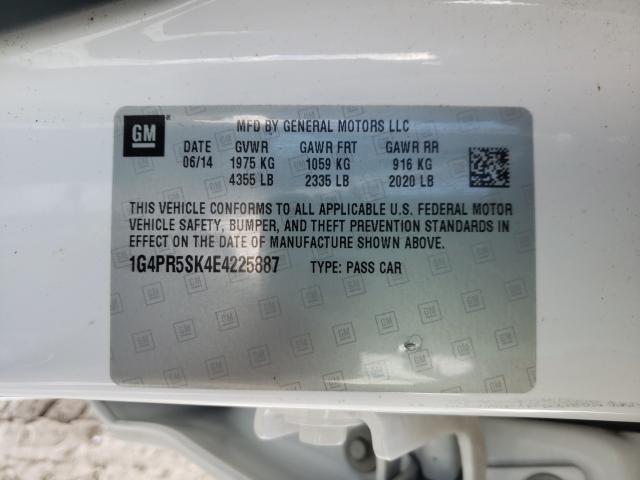 GM
MFD BY GENERAL MOTORS LLC
DATE GVWR GAWR FRT GAWR RR
06/14 1975 KG 1059 KG 916 KG
4355 LB 2335 LB 2020 LB
THIS VEHICLE CONFORMS TO ALL APPLICABLE U.S. FEDERAL MOTOR
VEHICLE SAFETY, BUMPER, AND THEFT PREVENTION STANDARDS IN
EFFECT ON THE DATE OF MANUFACTURE SHOWN ABOVE.
1G4PR5SK4E4225887 TYPE: PASS CAR